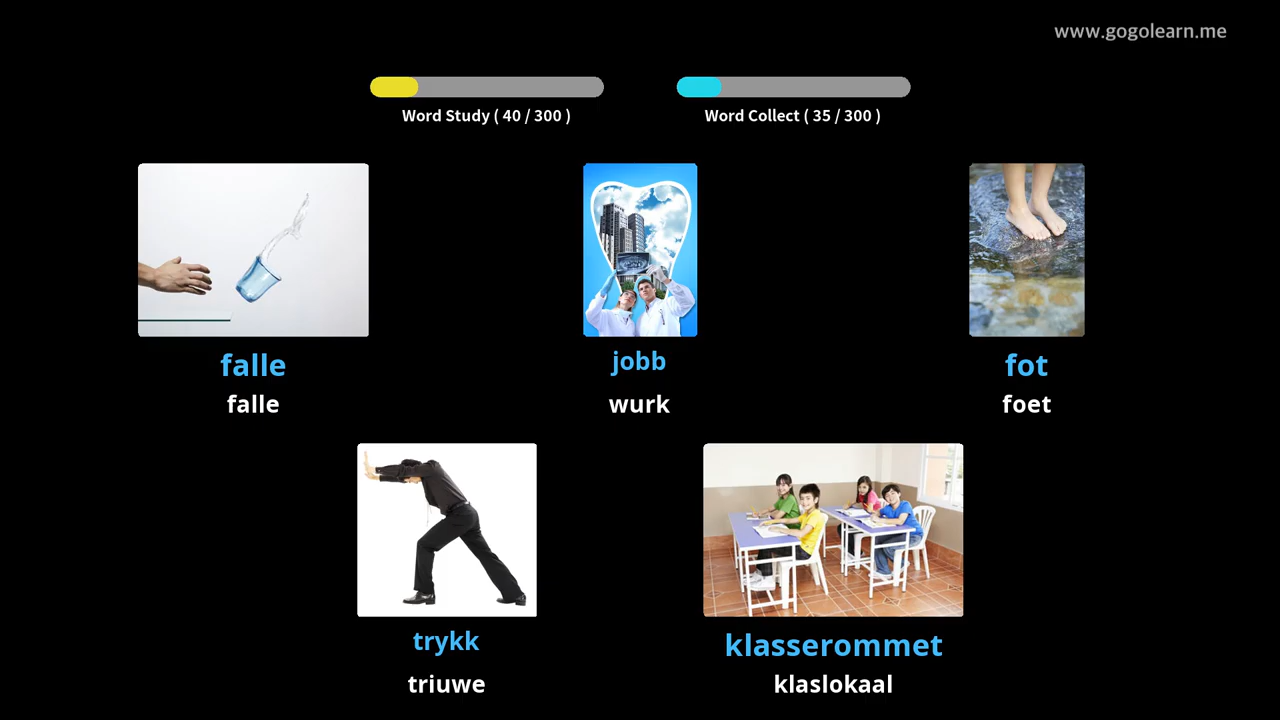 www.gogolearn.me
Word Study ( 40 / 300 )
Word Collect ( 35 / 300 )
falle
falle
jobb
wurk
fot
foet
trykk
triuwe
klasserommet
klaslokaal